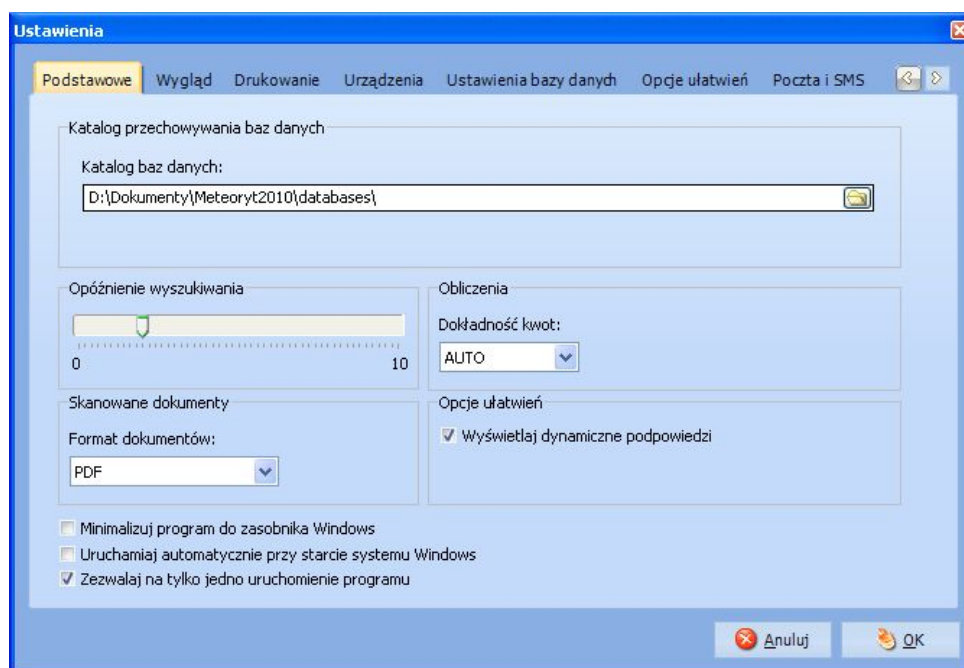 Ustawienia
Podstawowe Wygląd Drukowanie Urządzenia Ustawienia bazy danych Opcje ułatwień Poczta i SMS
Katalog przechowywania baz danych
Katalog baz danych:
D:\Dokumenty\Meteoryt2010\databases\
Opóźnienie wyszukiwania
0 10
Obliczenia
Dokładność kwot:
AUTO
Skanowane dokumenty
Format dokumentów:
PDF
Opcje ułatwień
Wyświetlaj dynamiczne podpowiedzi
Minimalizuj program do zasobnika Windows
Uruchamiaj automatycznie przy starcie systemu Windows
Zezwalaj na tylko jedno uruchomienie programu
Anuluj OK